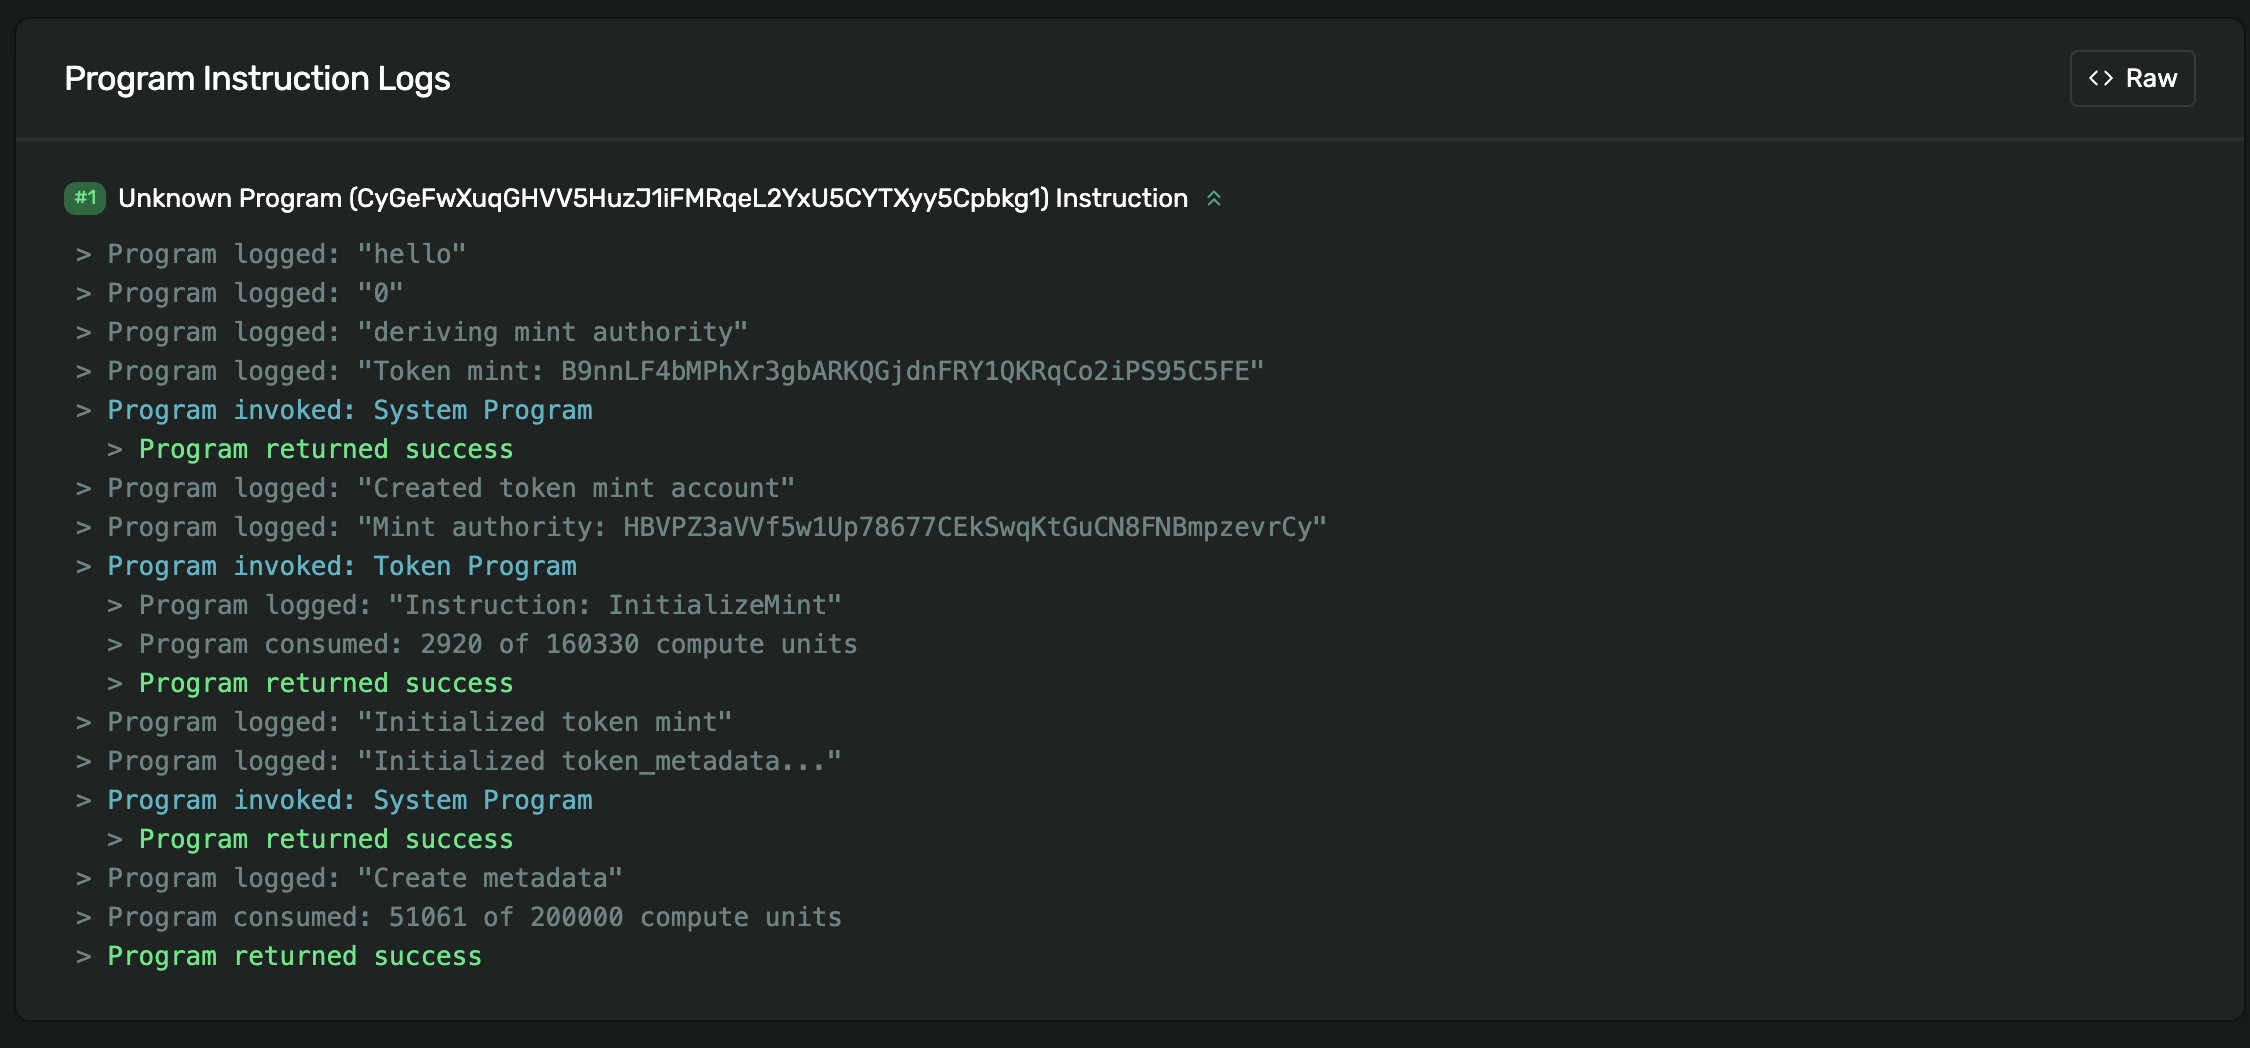 Program Instruction Logs
<> Raw
#1 Unknown Program (CyGeFwXuqGHVV5HuzJ1iFMRqeL2YxU5CYTXyy5Cpbkg1) Instruction
> Program logged: "hello"
> Program logged: "0"
> Program logged: "deriving mint authority"
> Program logged: "Token mint: B9nnLF4bMPhXr3gbARKQGjdnFRY1QKRqCo2iPS95C5FE"
> Program invoked: System Program
> Program returned success
> Program logged: "Created token mint account"
> Program logged: "Mint authority: HBVPZ3aVVf5w1Up78677CEkSwqKtGuCN8FNBmpzevrCy"
> Program invoked: Token Program
> Program logged: "Instruction: InitializeMint"
> Program consumed: 2920 of 160330 compute units
> Program returned success
> Program logged: "Initialized token mint"
> Program logged: "Initialized token_metadata..."
> Program invoked: System Program
> Program returned success
> Program logged: "Create metadata"
> Program consumed: 51061 of 200000 compute units
> Program returned success